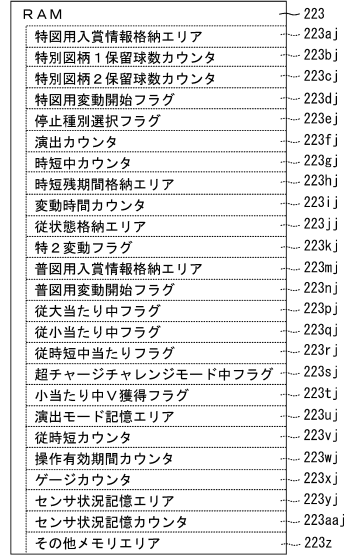 RAM 223
特図用入賞情報格納エリア 223aj
特別図柄１保留球数カウンタ 223bj
特別図柄２保留球数カウンタ 223cj
特図用変動開始フラグ 223dj
停止種別選択フラグ 223ej
演出カウンタ 223fj
時短中カウンタ 223gj
時短残期間格納エリア 223hj
変動時間カウンタ 223ij
従状態格納エリア 223jj
特２変動フラグ 223kj
普図用入賞情報格納エリア 223mj
普図用変動開始フラグ 223nj
従大当たり中フラグ 223pj
従小当たり中フラグ 223qj
従時短中当たりフラグ 223rj
超チャージチャレンジモード中フラグ 223sj
小当たり中Ｖ獲得フラグ 223tj
演出モード記憶エリア 223uj
従時短カウンタ 223vj
操作有効期間カウンタ 223wj
ゲージカウンタ 223xj
センサ状況記憶エリア 223yj
センサ状況記憶カウンタ 223aaj
その他メモリエリア 223z